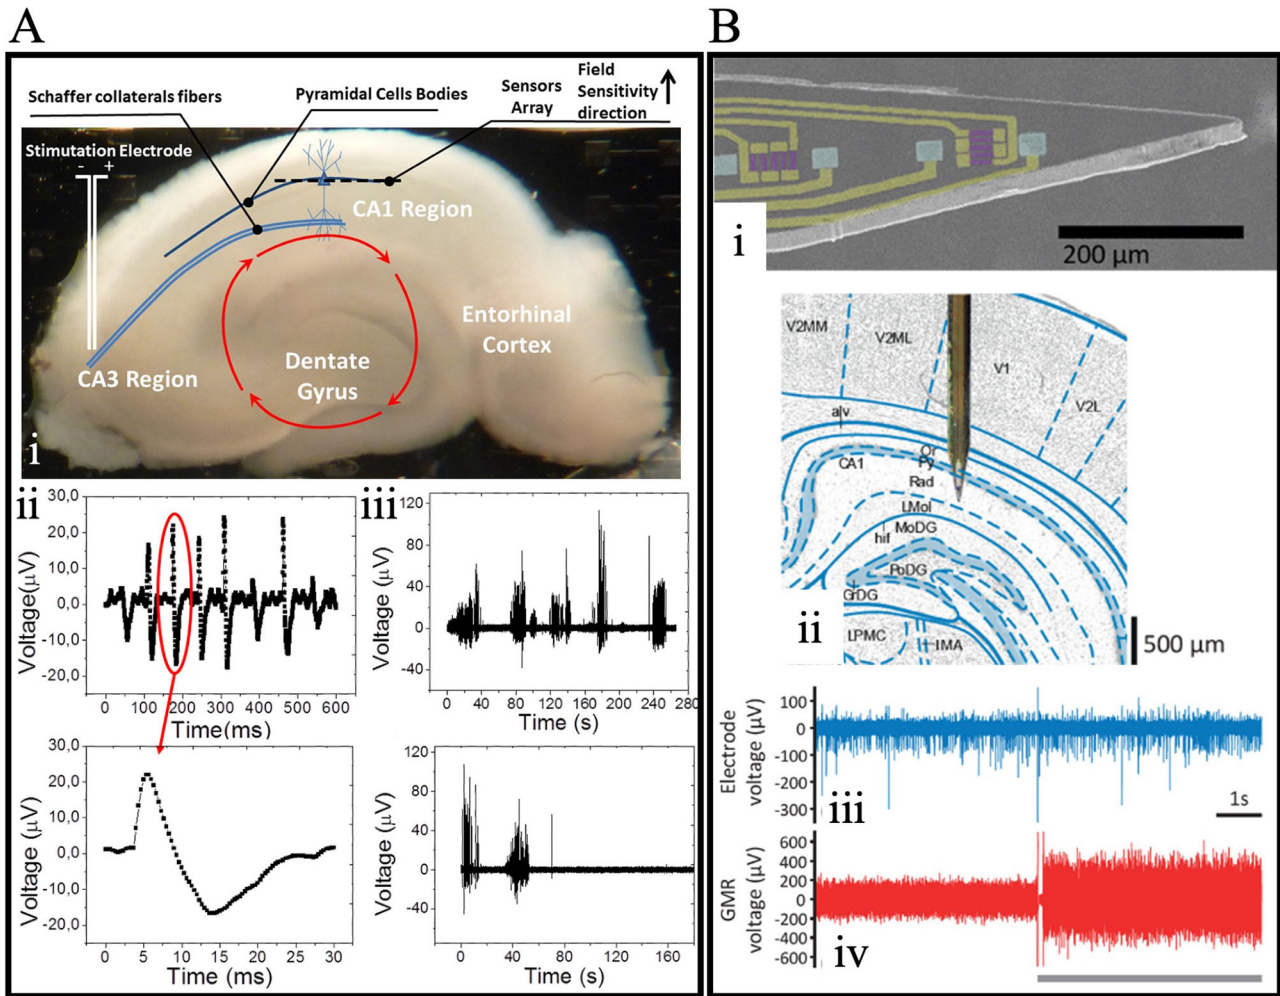 A
B
Schaffer collaterals fibers
Pyramidal Cells Bodies
Sensors
Array
Field
Sensitivity
direction
Stimutation Electrode
- +
CA1 Region
Entorhinal
Cortex
Dentate
Gyrus
CA3 Region
i
ii
30,0
20,0
10,0
0,0
-10,0
-20,0
Voltage(μV)
0 100 200 300 400 500 600
Time(ms)
iii
120
80
40
0
-40
Voltage (μV)
0 40 80 120 160 200 240 280
Time (s)
30,0
20,0
10,0
0,0
-10,0
-20,0
Voltage (μV)
0 5 10 15 20 25 30
Time (ms)
120
80
40
0
-40
Voltage (μV)
0 40 80 120 160
Time (s)
i
200 μm
V2MM
V2ML
V1
V2L
alv
Or
Py
CA1
Rad
LMol
MoDG
hif
PoDG
GrDG
LPMC
IMA
ii
500 μm
Electrode
voltage (μV)
100
0
-100
-200
-300
iii
1s
GMR
voltage (μV)
600
400
200
0
-200
-400
-600
iv